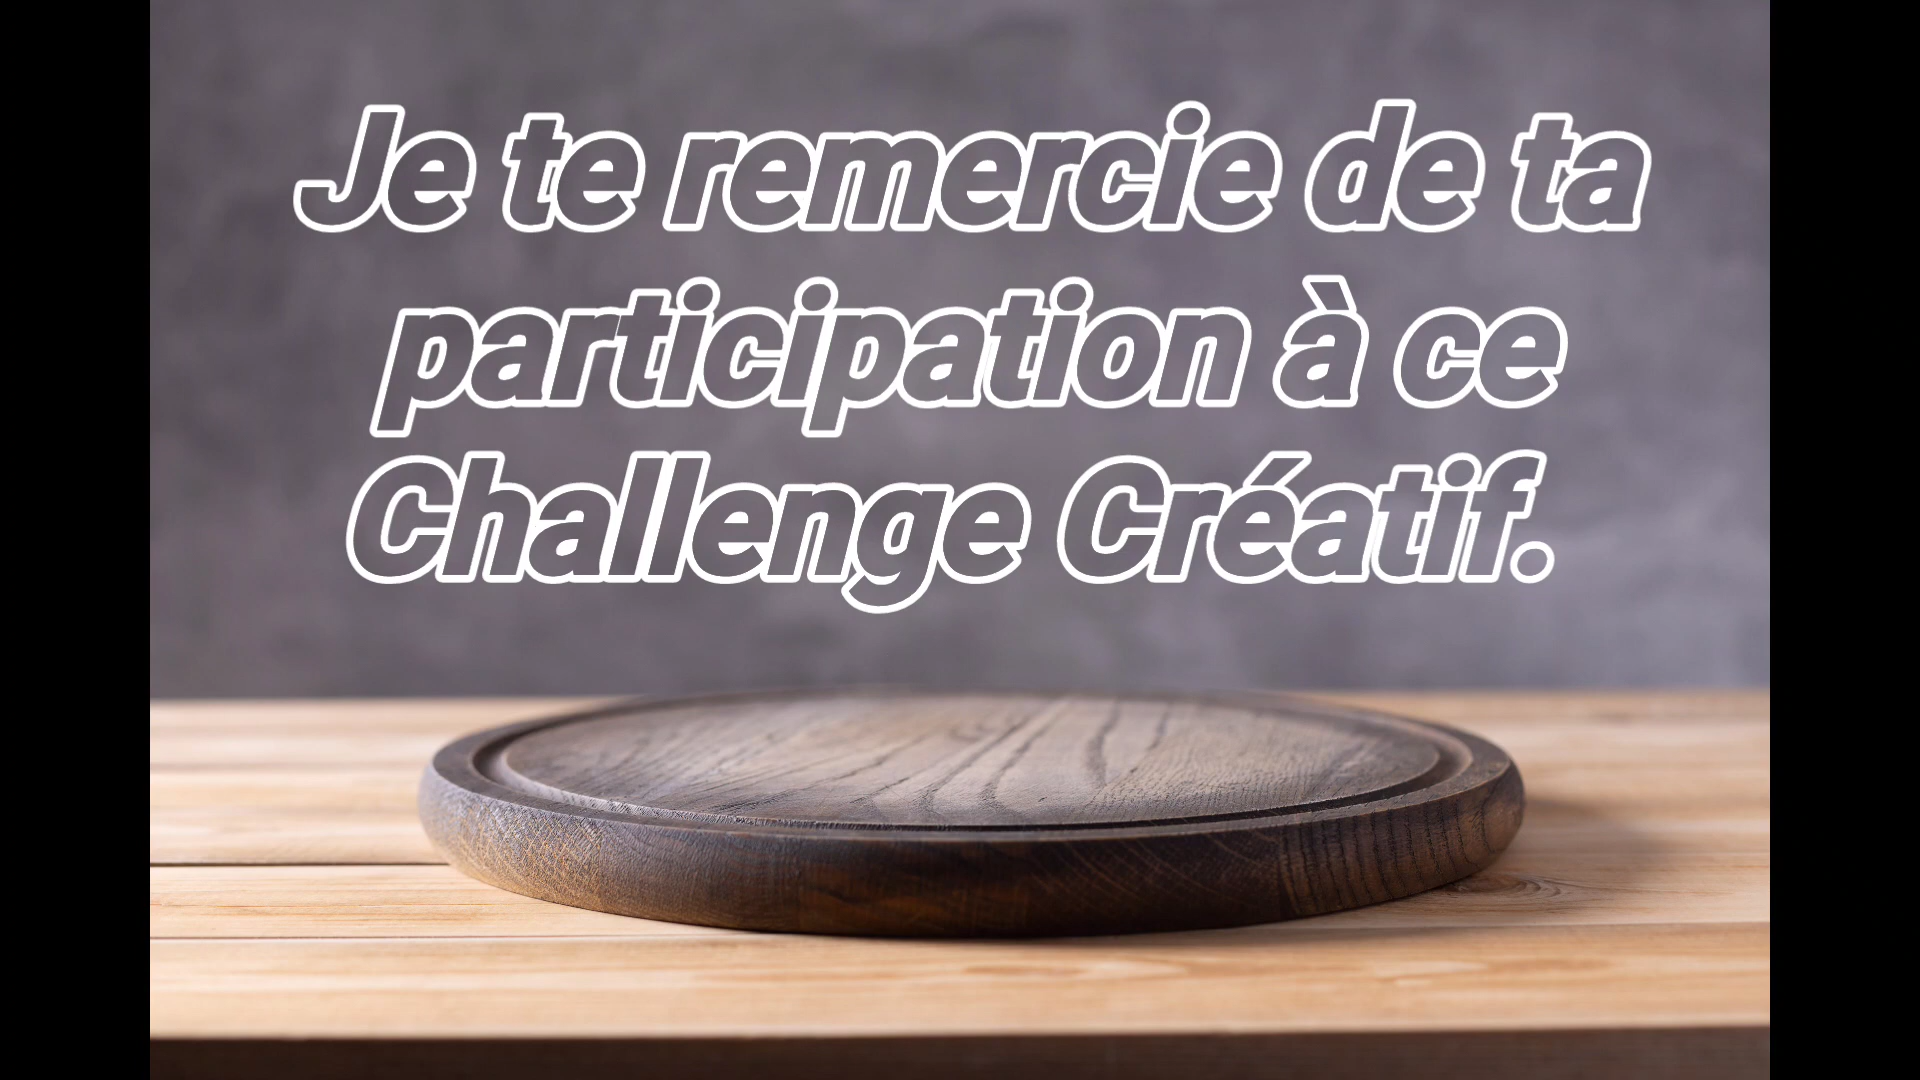 Je te remercie de ta
participation à ce
Challenge Créatif.